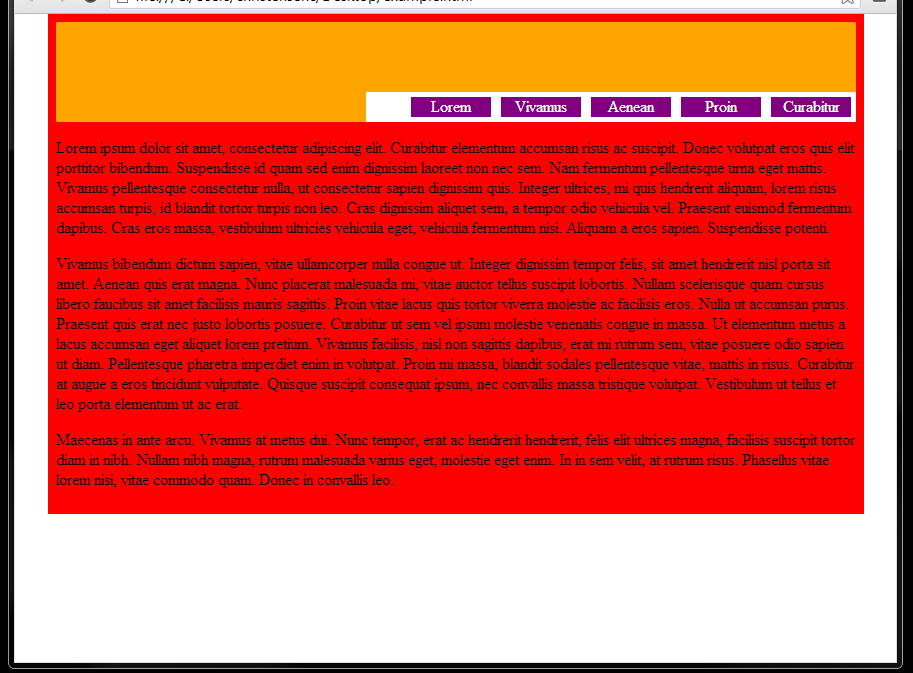 Lorem Vivamus Aenean Proin Curabitur
Lorem ipsum dolor sit amet, consectetur adipiscing elit. Curabitur elementum accumsan risus ac suscipit. Donec volutpat eros quis elit
porttitor bibendum. Suspendisse id quam sed enim dignissim laoreet non nec sem. Nam fermentum pellentesque urna eget mattis.
Vivamus pellentesque consectetur nulla, ut consectetur sapien dignissim quis. Integer ultrices, mi quis hendrerit aliquam, lorem risus
accumsan turpis, id blandit tortor turpis non leo. Cras dignissim aliquet sem, a tempor odio vehicula vel. Praesent euismod fermentum
dapibus. Cras eros massa, vestibulum ultricies vehicula eget, vehicula fermentum nisi. Aliquam a eros sapien. Suspendisse potenti.
Vivamus bibendum dictum sapien, vitae ullamcorper nulla congue ut. Integer dignissim tempor felis, sit amet hendrerit nisl porta sit
amet. Aenean quis erat magna. Nunc placerat malesuada mi, vitae auctor tellus suscipit lobortis. Nullam scelerisque quam cursus
libero faucibus sit amet facilisis mauris sagittis. Proin vitae lacus quis tortor viverra molestie ac facilisis eros. Nulla ut accumsan purus.
Praesent quis erat nec justo lobortis posuere. Curabitur ut sem vel ipsum molestie venenatis congue in massa. Ut elementum metus a
lacus accumsan eget aliquet lorem pretium. Vivamus facilisis, nisl non sagittis dapibus, erat mi rutrum sem, vitae posuere odio sapien
ut diam. Pellentesque pharetra imperdiet enim in volutpat. Proin mi massa, blandit sodales pellentesque vitae, mattis in risus. Curabitur
at augue a eros tincidunt vulputate. Quisque suscipit consequat ipsum, nec convallis massa tristique volutpat. Vestibulum ut tellus et
leo porta elementum ut ac erat.
Maecenas in ante arcu. Vivamus at metus dui. Nunc tempor, erat ac hendrerit hendrerit, felis elit ultrices magna, facilisis suscipit tortor
diam in nibh. Nullam nibh magna, rutrum malesuada varius eget, molestie eget enim. In in sem velit, at rutrum risus. Phasellus vitae
lorem nisi, vitae commodo quam. Donec in convallis leo.